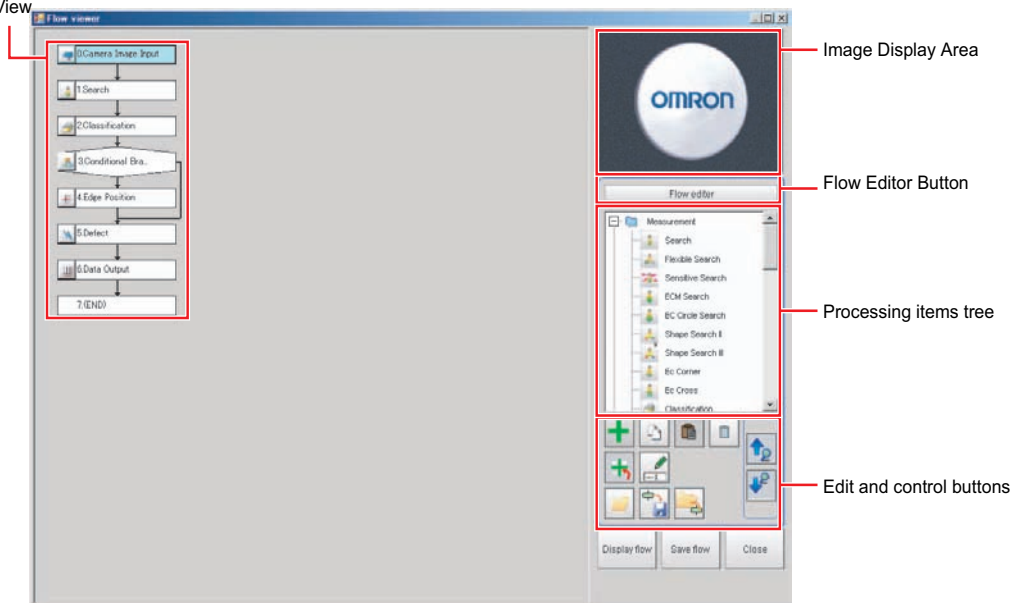 View
Flow viewer
0.Camera Image Input
1.Search
2.Classification
3.Conditional Bra..
4.Edge Position
5.Defect
6.Data Output
7.(END)
OMRON
Image Display Area
Flow editor
Flow Editor Button
Measurement
Search
Flexible Search
Sensitive Search
ECM Search
EC Circle Search
Shape Search II
Shape Search III
Ec Corner
Ec Cross
Classification
Processing items tree
Edit and control buttons
Display flow
Save flow
Close